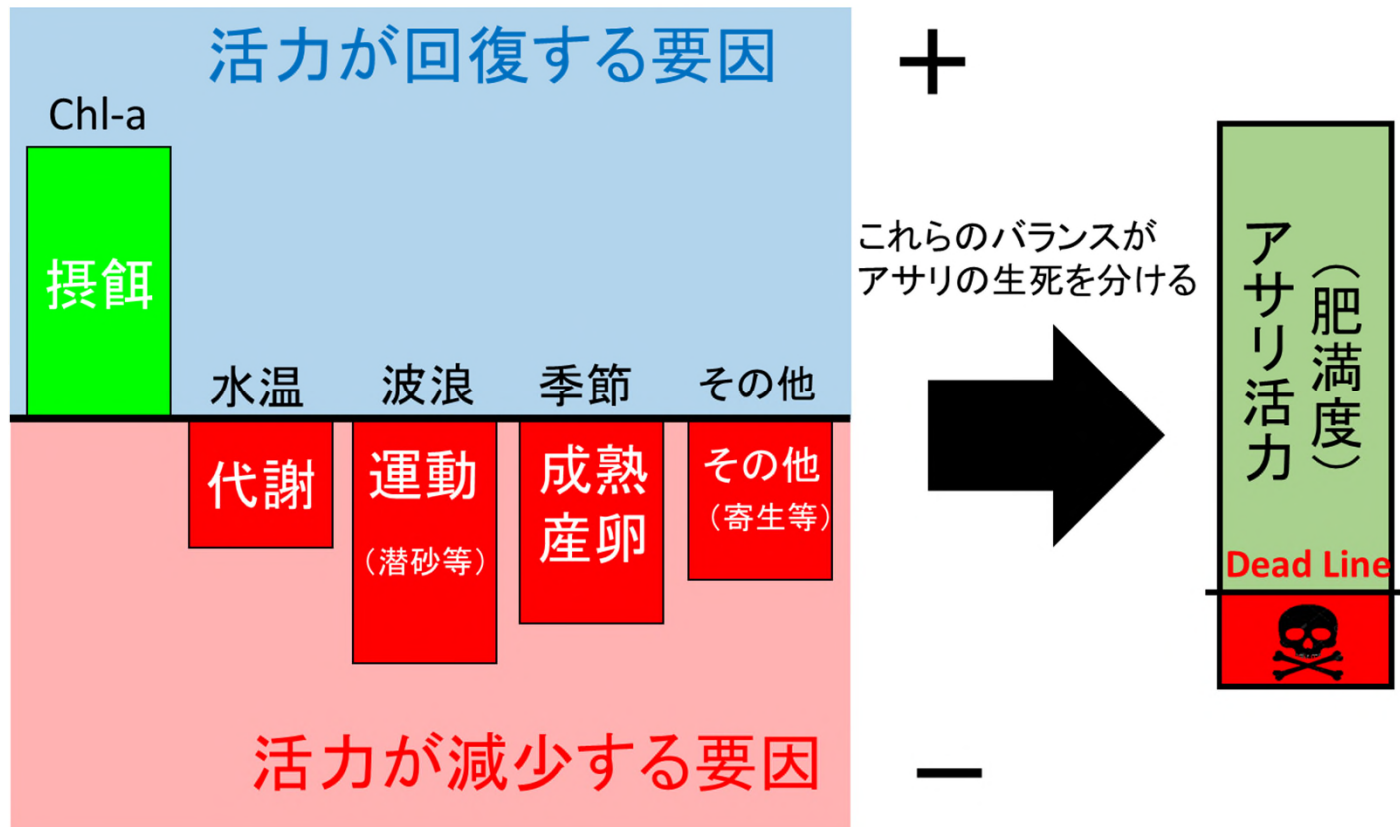 活力が回復する要因
＋
Chl-a
摂餌
これらのバランスが
アサリの生死を分ける
水温
波浪
季節
その他
代謝
運動
（潜砂等）
成熟
産卵
その他
（寄生等）
アサリ活力
（肥満度）
Dead Line
活力が減少する要因
－